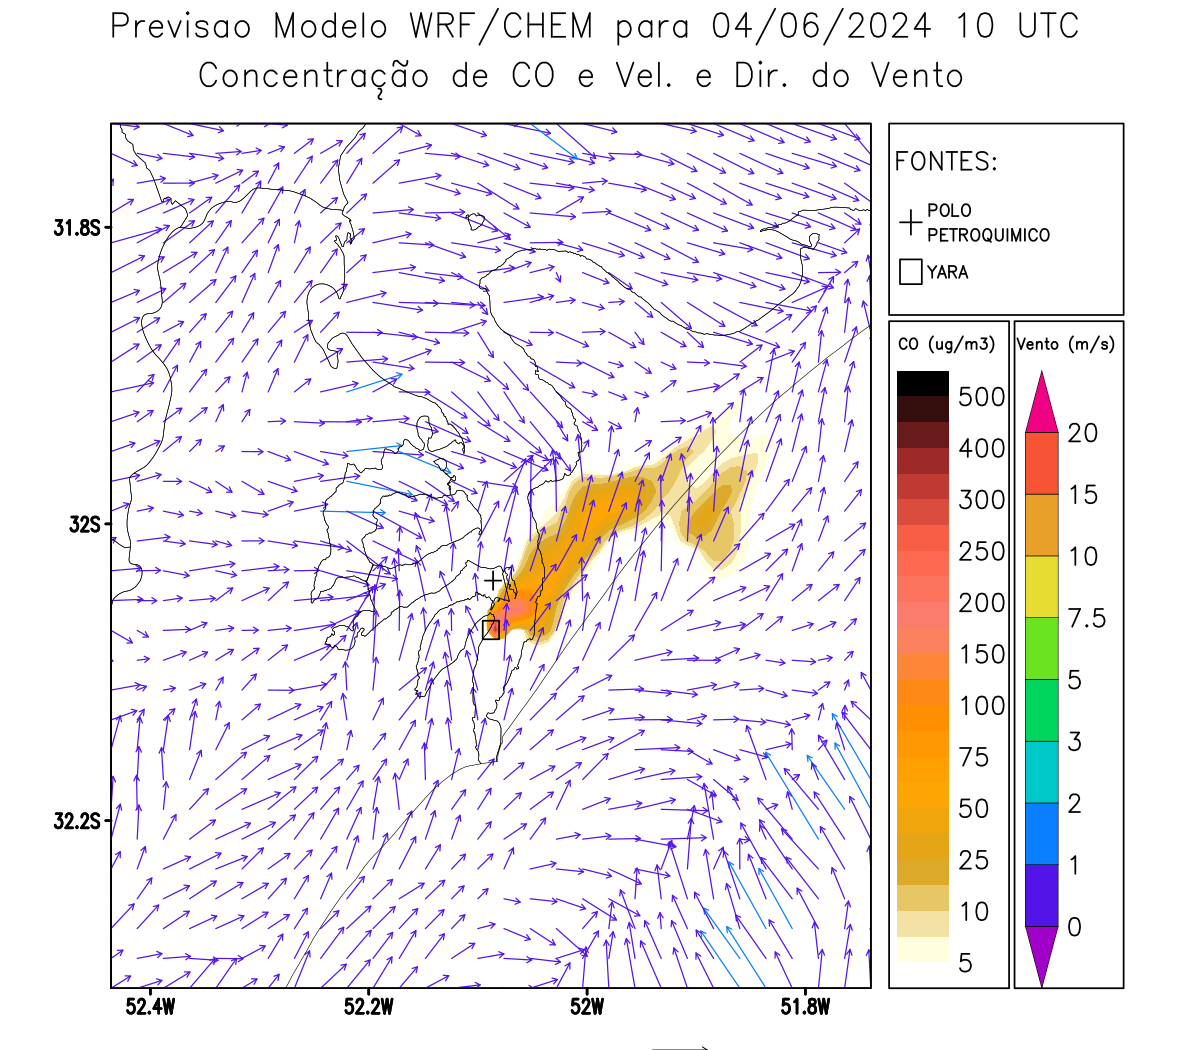 Previsao Modelo WRF/CHEM para 04/06/2024 10 UTC
Concentração de CO e Vel. e Dir. do Vento
FONTES:
POLO
PETROQUIMICO
YARA
31.8S
32S
32.2S
52.4W 52.2W 52W 51.8W
CO (ug/m3)
500
400
300
250
200
150
100
75
50
25
10
5
Vento (m/s)
20
15
10
7.5
5
3
2
1
0